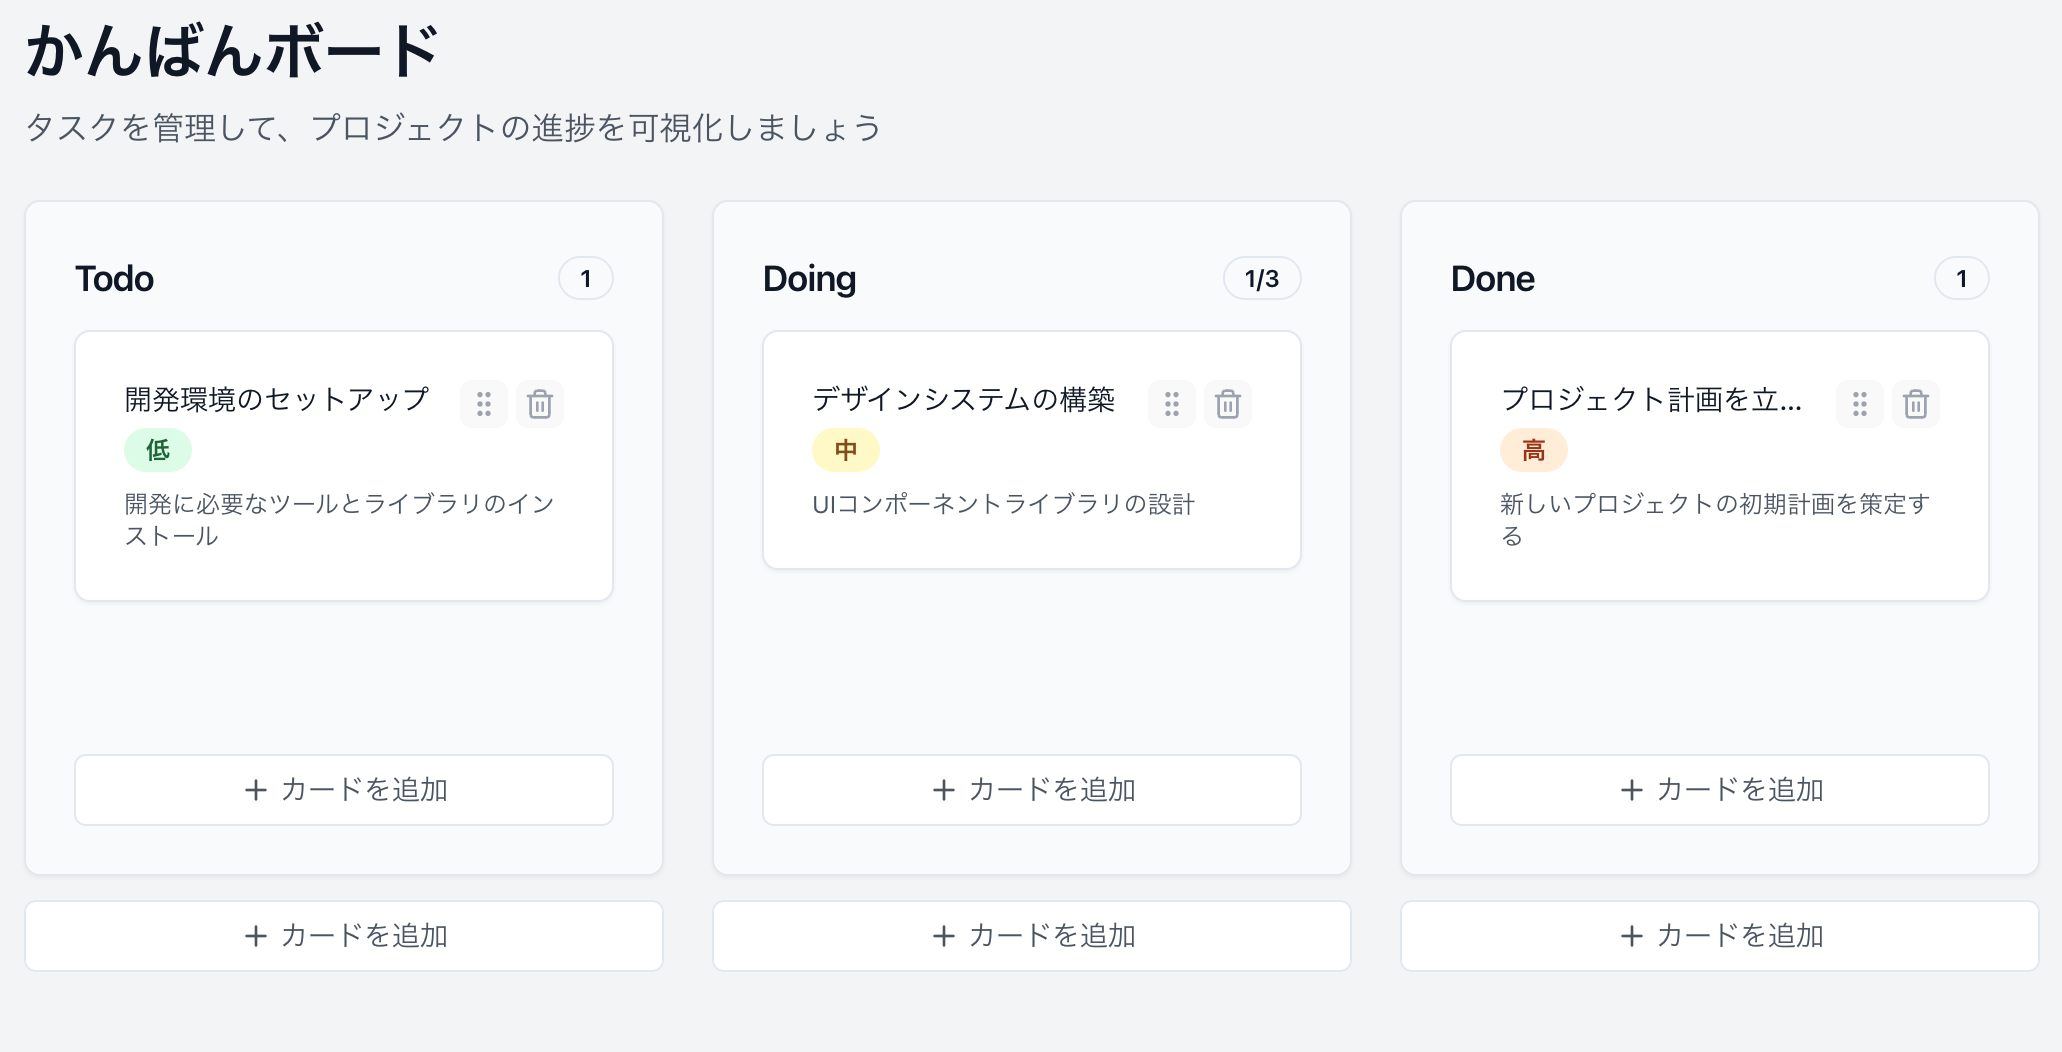 かんばんボード
タスクを管理して、プロジェクトの進捗を可視化しましょう
Todo
1
開発環境のセットアップ
低
開発に必要なツールとライブラリのイン
ストール
+ カードを追加
+ カードを追加
Doing
1/3
デザインシステムの構築
中
UIコンポーネントライブラリの設計
+ カードを追加
+ カードを追加
Done
1
プロジェクト計画を立...
高
新しいプロジェクトの初期計画を策定す
る
+ カードを追加
+ カードを追加